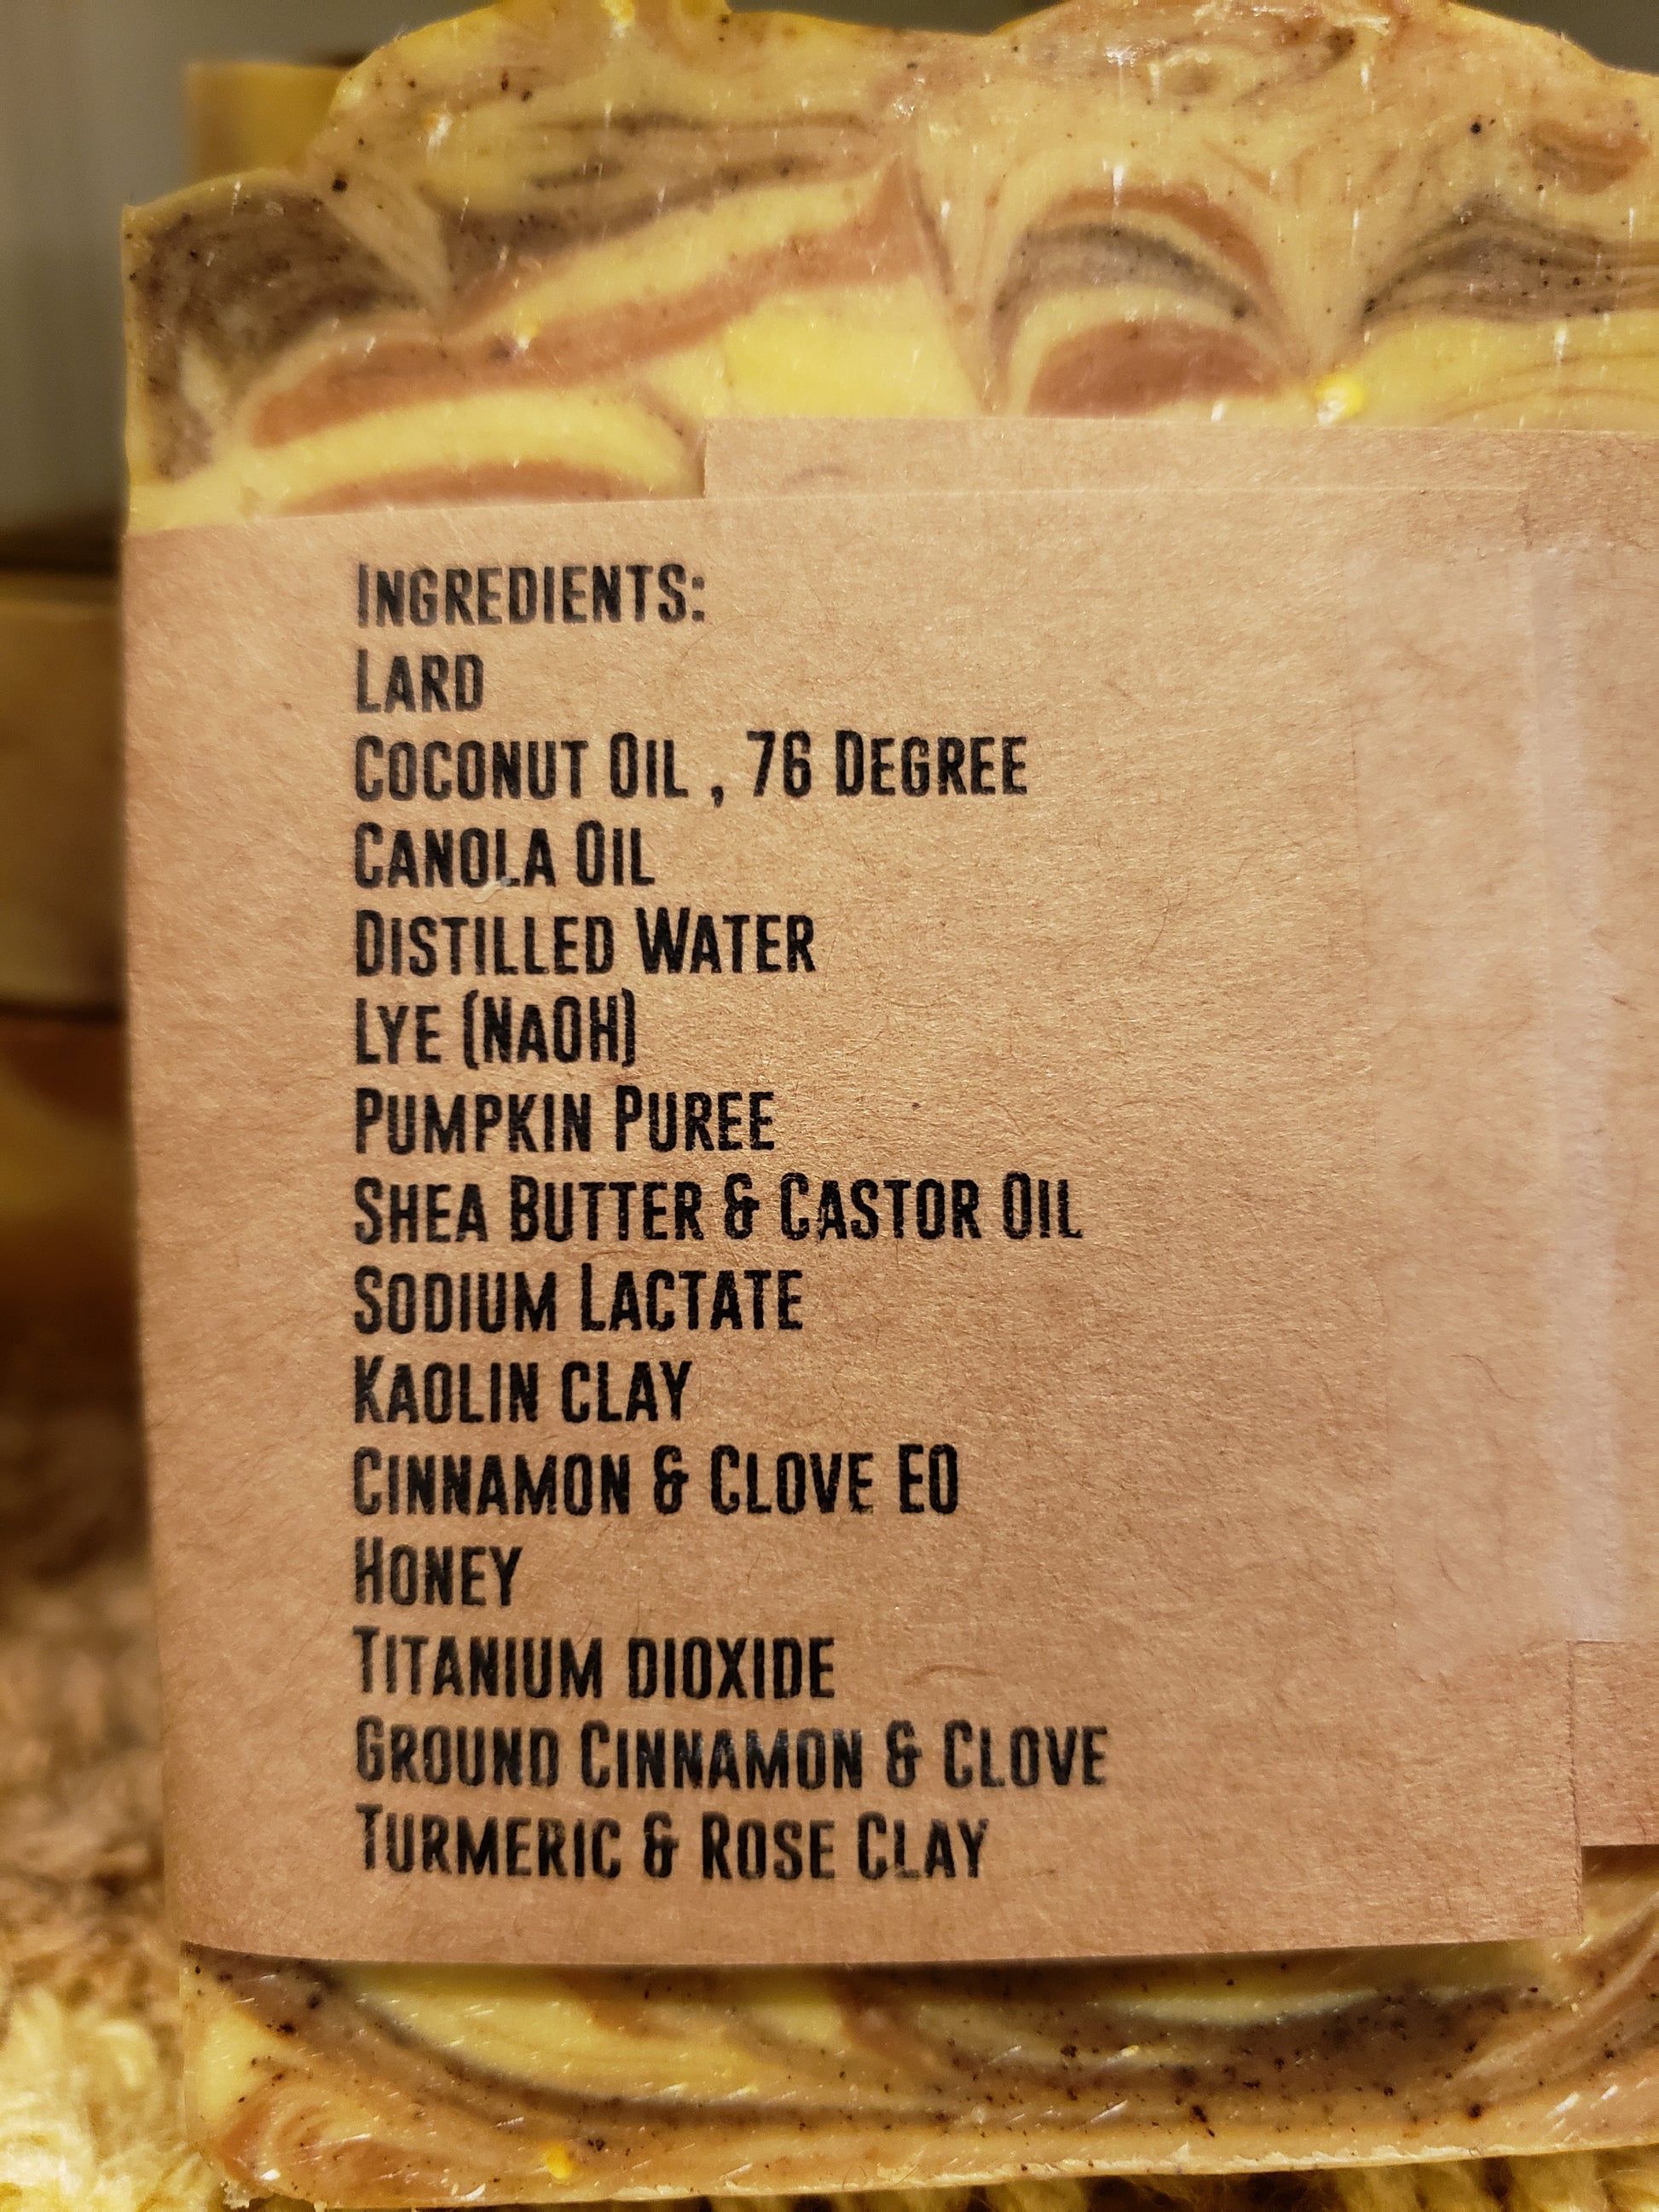 Ingredients:
Lard
Coconut Oil , 76 Degree
Canola Oil
Distilled Water
Lye (NaOH)
Pumpkin Puree
Shea Butter & Castor Oil
Sodium Lactate
Kaolin clay
Cinnamon & Clove EO
Honey
Titanium dioxide
Ground Cinnamon & Clove
Turmeric & Rose Clay